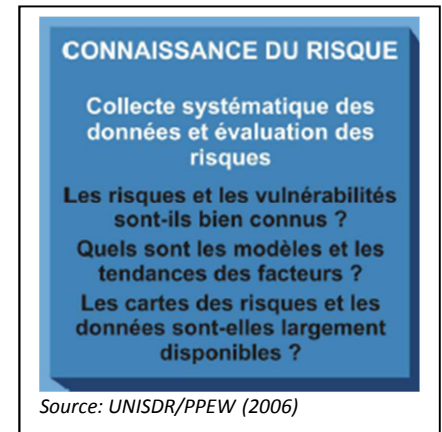 CONNAISSANCE DU RISQUE
Collecte systématique des
données et évaluation des
risques
Les risques et les vulnérabilités
sont-ils bien connus ?
Quels sont les modèles et les
tendances des facteurs ?
Les cartes des risques et les
données sont-elles largement
disponibles ?
Source: UNISDR/PPEW (2006)